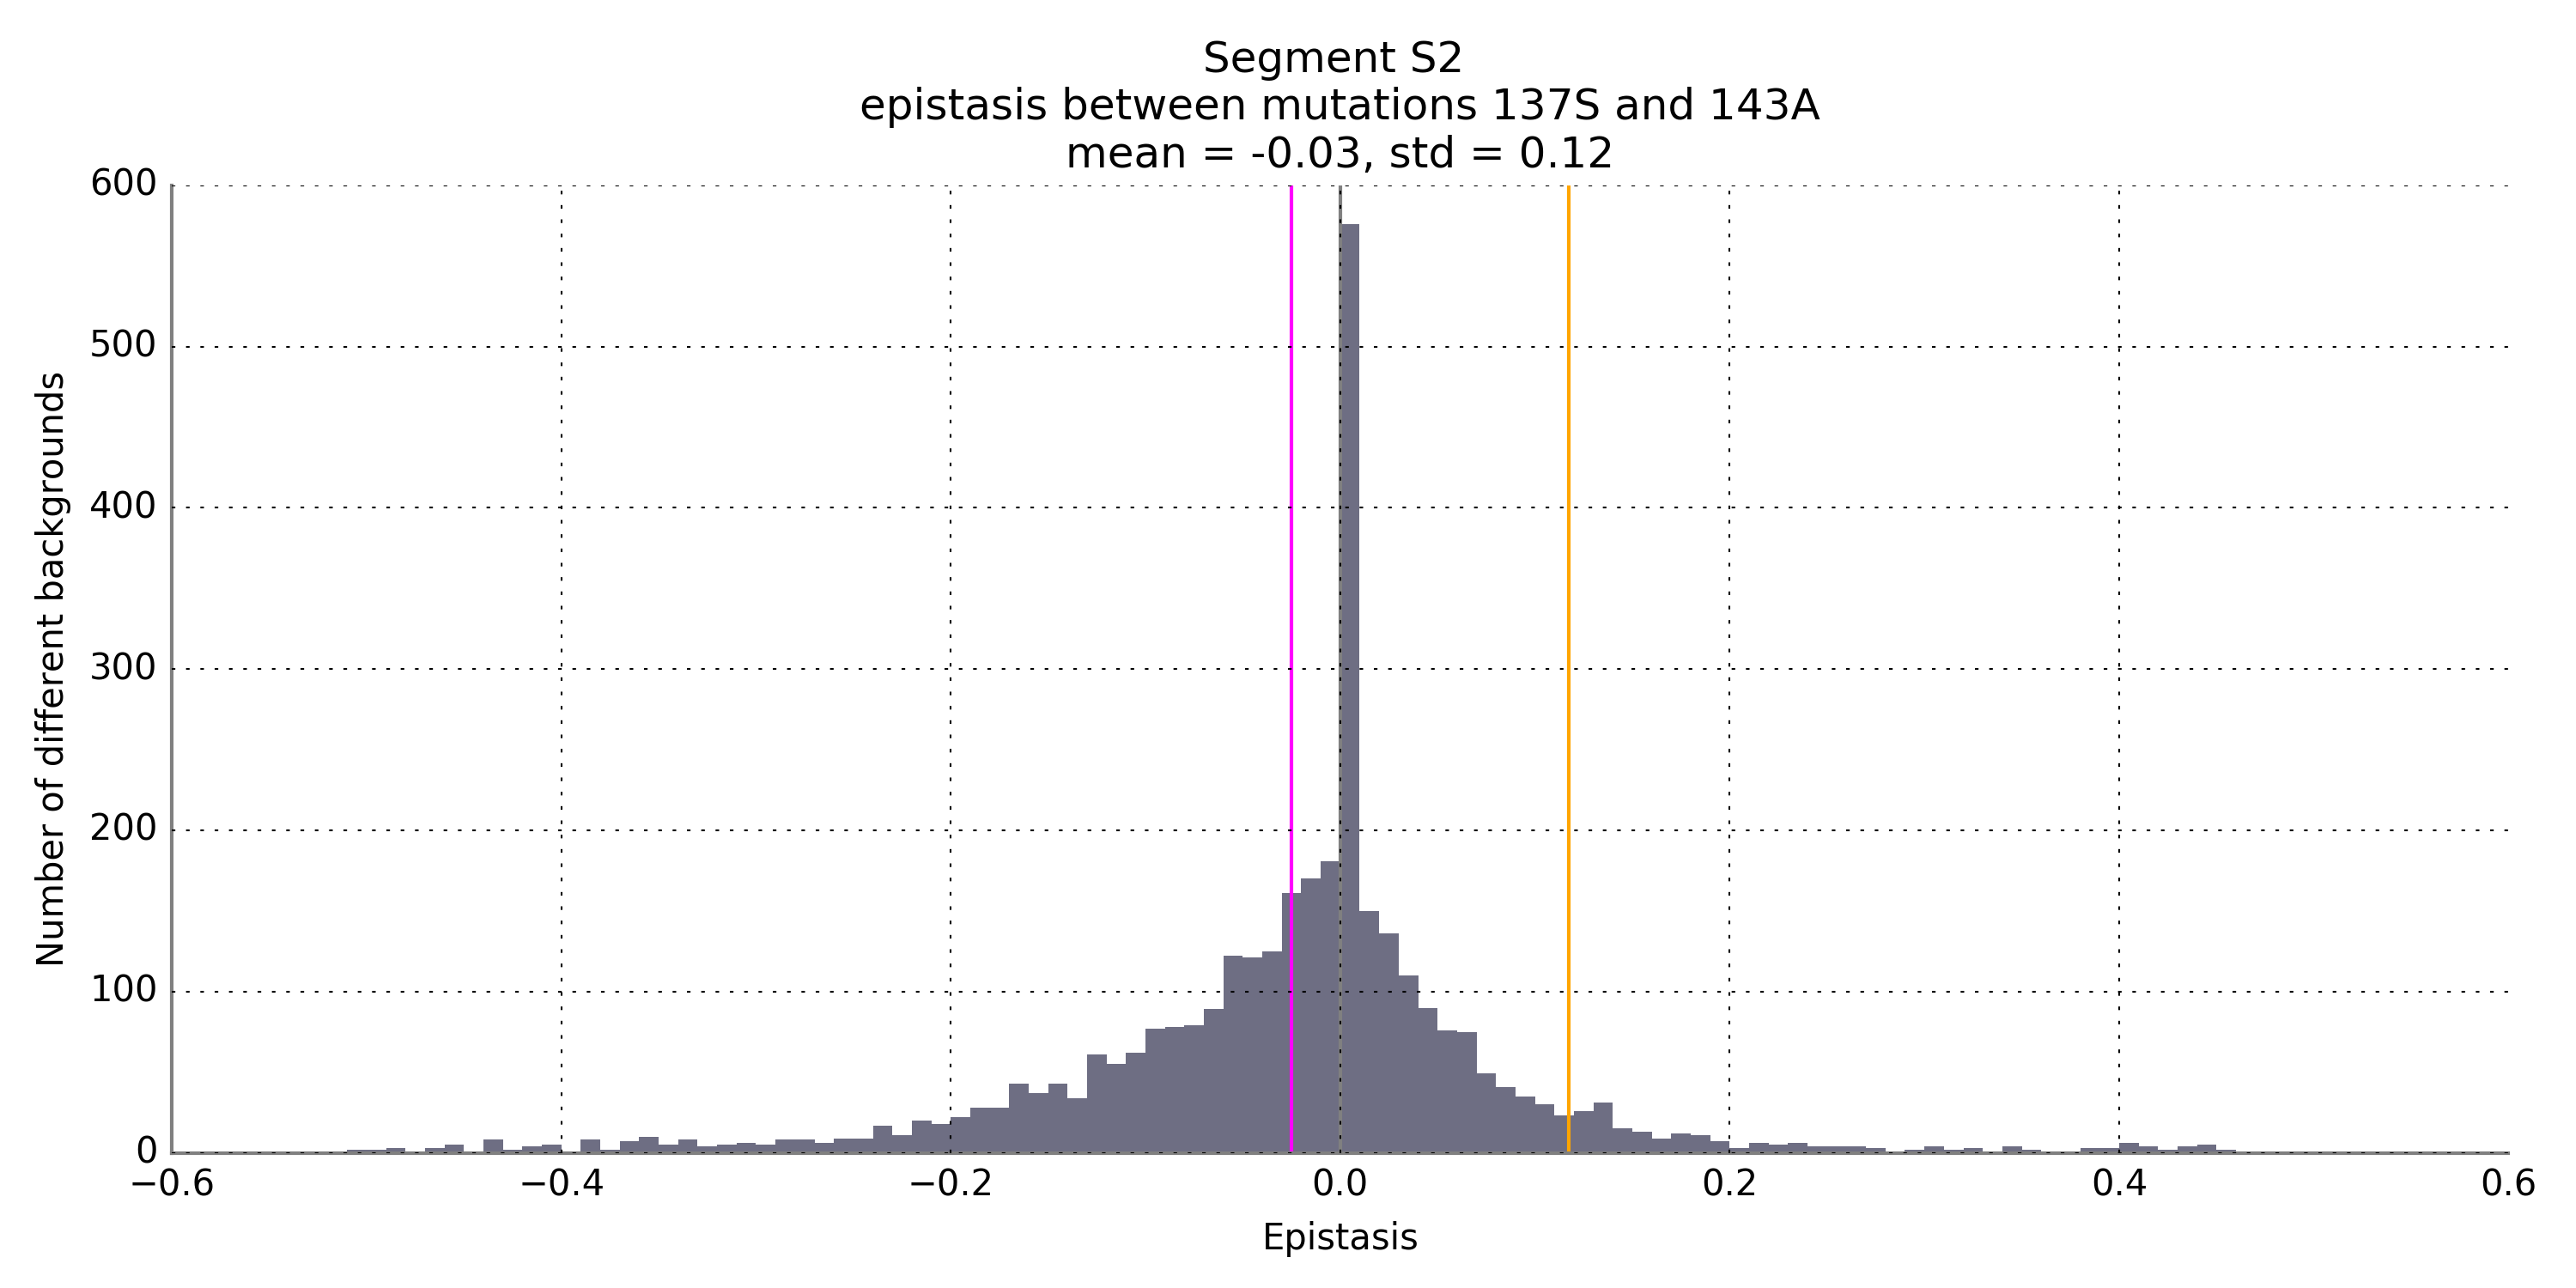 Segment S2
epistasis between mutations 137S and 143A
mean = -0.03, std = 0.12
600
500
400
300
200
100
0
Number of different backgrounds
−0.6 −0.4 −0.2 0.0 0.2 0.4 0.6
Epistasis